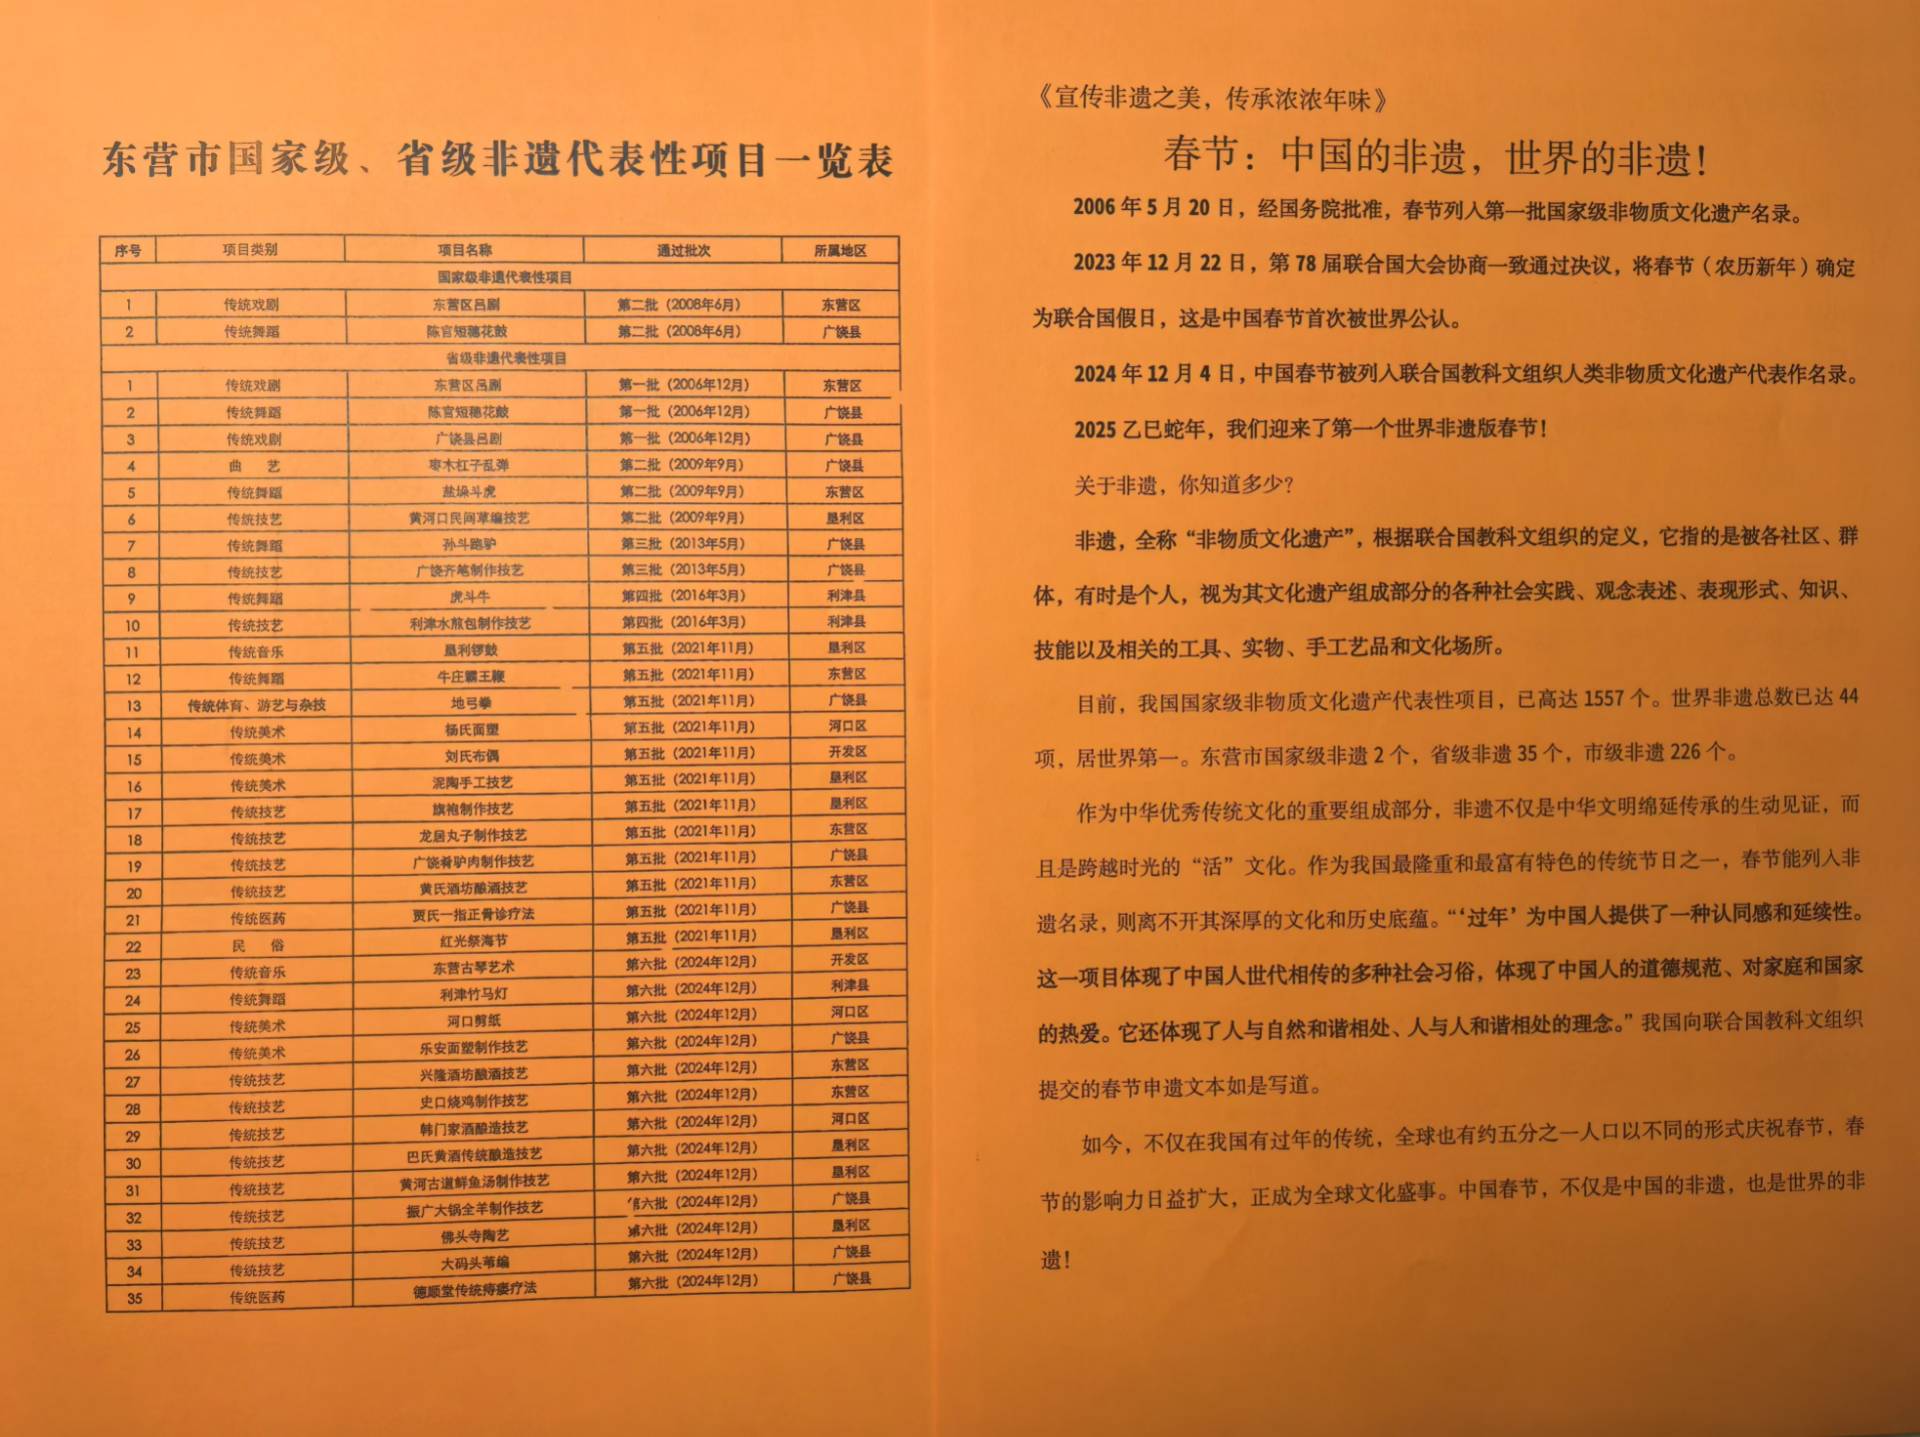 东营市国家级、省级非遗代表性项目一览表
序号 项目类别 项目名称 通过批次 所属地区
国家级非遗代表性项目
1 传统戏剧 东营区吕剧 第二批（2008年6月） 东营区
2 传统舞蹈 陈官短穗花鼓 第二批（2008年6月） 广饶县
省级非遗代表性项目
1 传统戏剧 东营区吕剧 第一批（2006年12月） 东营区
2 传统舞蹈 陈官短穗花鼓 第一批（2006年12月） 广饶县
3 传统戏剧 广饶县吕剧 第一批（2006年12月） 广饶县
4 曲 艺 枣木杠子乱弹 第二批（2009年9月） 广饶县
5 传统舞蹈 盐垛斗虎 第二批（2009年9月） 东营区
6 传统技艺 黄河口民间草编技艺 第二批（2009年9月） 垦利区
7 传统舞蹈 孙斗跑驴 第三批（2013年5月） 广饶县
8 传统技艺 广饶齐笔制作技艺 第三批（2013年5月） 广饶县
9 传统舞蹈 虎斗牛 第四批（2016年3月） 利津县
10 传统技艺 利津水煎包制作技艺 第四批（2016年3月） 利津县
11 传统音乐 垦利锣鼓 第五批（2021年11月） 垦利区
12 传统舞蹈 牛庄霸王鞭 第五批（2021年11月） 东营区
13 传统体育、游艺与杂技 地弓拳 第五批（2021年11月） 广饶县
14 传统美术 杨氏面塑 第五批（2021年11月） 河口区
15 传统美术 刘氏布偶 第五批（2021年11月） 开发区
16 传统美术 泥陶手工技艺 第五批（2021年11月） 垦利区
17 传统技艺 旗袍制作技艺 第五批（2021年11月） 垦利区
18 传统技艺 龙居丸子制作技艺 第五批（2021年11月） 东营区
19 传统技艺 广饶肴驴肉制作技艺 第五批（2021年11月） 广饶县
20 传统技艺 黄氏酒坊酿酒技艺 第五批（2021年11月） 东营区
21 传统医药 贾氏一指正骨诊疗法 第五批（2021年11月） 广饶县
22 民 俗 红光祭海节 第五批（2021年11月） 垦利区
23 传统音乐 东营古琴艺术 第六批（2024年12月） 开发区
24 传统舞蹈 利津竹马灯 第六批（2024年12月） 利津县
25 传统美术 河口剪纸 第六批（2024年12月） 河口区
26 传统美术 乐安面塑制作技艺 第六批（2024年12月） 广饶县
27 传统技艺 兴隆酒坊酿酒技艺 第六批（2024年12月） 东营区
28 传统技艺 史口烧鸡制作技艺 第六批（2024年12月） 东营区
29 传统技艺 韩门家酒酿造技艺 第六批（2024年12月） 河口区
30 传统技艺 巴氏黄酒传统酿造技艺 第六批（2024年12月） 垦利区
31 传统技艺 黄河古道鲜鱼汤制作技艺 第六批（2024年12月） 垦利区
32 传统技艺 振广大锅全羊制作技艺 第六批（2024年12月） 广饶县
33 传统技艺 佛头寺陶艺 第六批（2024年12月） 垦利区
34 传统技艺 大码头苇编 第六批（2024年12月） 广饶县
35 传统医药 德顺堂传统痔瘘疗法 第六批（2024年12月） 广饶县
《宣传非遗之美，传承浓浓年味》
春节：中国的非遗，世界的非遗！
2006 年 5 月 20 日，经国务院批准，春节列入第一批国家级非物质文化遗产名录。
2023 年 12 月 22 日，第 78 届联合国大会协商一致通过决议，将春节（农历新年）确定
为联合国假日，这是中国春节首次被世界公认。
2024 年 12 月 4 日，中国春节被列入联合国教科文组织人类非物质文化遗产代表作名录。
2025 乙巳蛇年，我们迎来了第一个世界非遗版春节！
关于非遗，你知道多少？
非遗，全称“非物质文化遗产”，根据联合国教科文组织的定义，它指的是被各社区、群
体，有时是个人，视为其文化遗产组成部分的各种社会实践、观念表述、表现形式、知识、
技能以及相关的工具、实物、手工艺品和文化场所。
目前，我国国家级非物质文化遗产代表性项目，已高达 1557 个。世界非遗总数已达 44
项，居世界第一。东营市国家级非遗 2 个，省级非遗 35 个，市级非遗 226 个。
作为中华优秀传统文化的重要组成部分，非遗不仅是中华文明绵延传承的生动见证，而
且是跨越时光的“活”文化。作为我国最隆重和最富有特色的传统节日之一，春节能列入非
遗名录，则离不开其深厚的文化和历史底蕴。“‘过年’为中国人提供了一种认同感和延续性。
这一项目体现了中国人世代相传的多种社会习俗，体现了中国人的道德规范、对家庭和国家
的热爱。它还体现了人与自然和谐相处、人与人和谐相处的理念。”我国向联合国教科文组织
提交的春节申遗文本如是写道。
如今，不仅在我国有过年的传统，全球也有约五分之一人口以不同的形式庆祝春节，春
节的影响力日益扩大，正成为全球文化盛事。中国春节，不仅是中国的非遗，也是世界的非
遗！